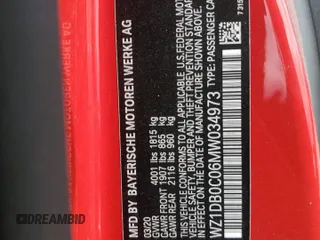 MFD BY BAYERISCHE MOTOREN WERKE AG
03/20
GVWR 4001 lbs 1815 kg
GAWR FRONT 1907 lbs 865 kg
GAWR REAR 2116 lbs 960 kg
THIS VEHICLE CONFORMS TO ALL APPLICABLE U.S. FEDERAL MOTOR
VEHICLE SAFETY, BUMPER AND THEFT PREVENTION STANDARDS
IN EFFECT ON THE DATE OF MANUFACTURE SHOWN ABOVE
WZ1DB0C06MW034973 TYPE: PASSENGER CAR
DREAMBID